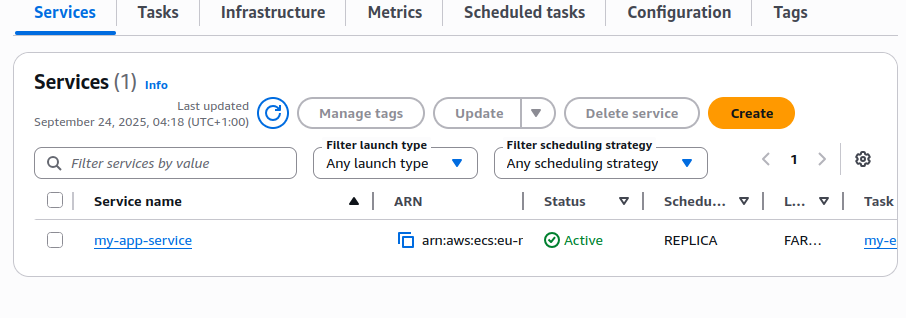 Services Tasks Infrastructure Metrics Scheduled tasks Configuration Tags
Services (1) Info
Last updated
September 24, 2025, 04:18 (UTC+1:00)
Manage tags Update Delete service Create
Filter services by value
Filter launch type
Any launch type
Filter scheduling strategy
Any scheduling strategy
1
Service name ARN Status Schedu... L... Task
my-app-service arn:aws:ecs:eu-r Active REPLICA FAR... my-e